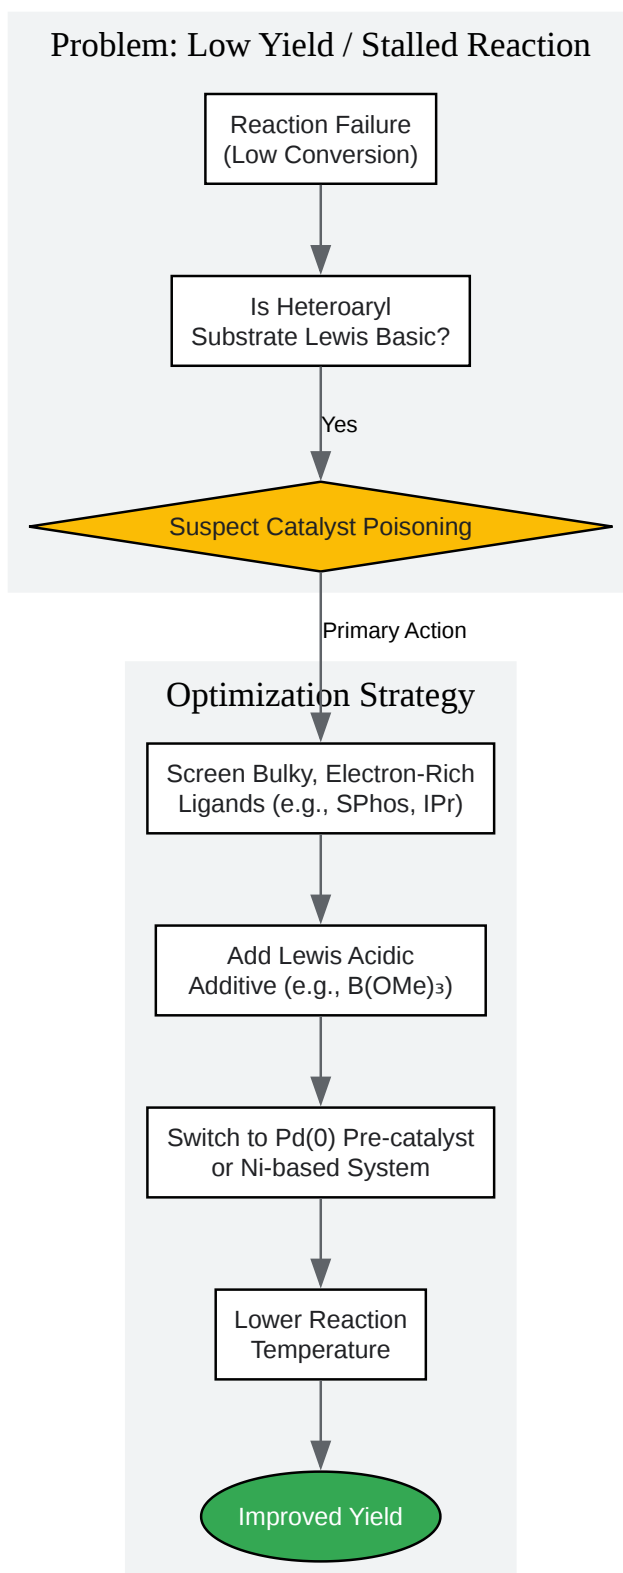 Problem: Low Yield / Stalled Reaction
Reaction Failure
(Low Conversion)
Is Heteroaryl
Substrate Lewis Basic?
Yes
Suspect Catalyst Poisoning
Primary Action
Optimization Strategy
Screen Bulky, Electron-Rich
Ligands (e.g., SPhos, IPr)
Add Lewis Acidic
Additive (e.g., B(OMe)₃)
Switch to Pd(0) Pre-catalyst
or Ni-based System
Lower Reaction
Temperature
Improved Yield